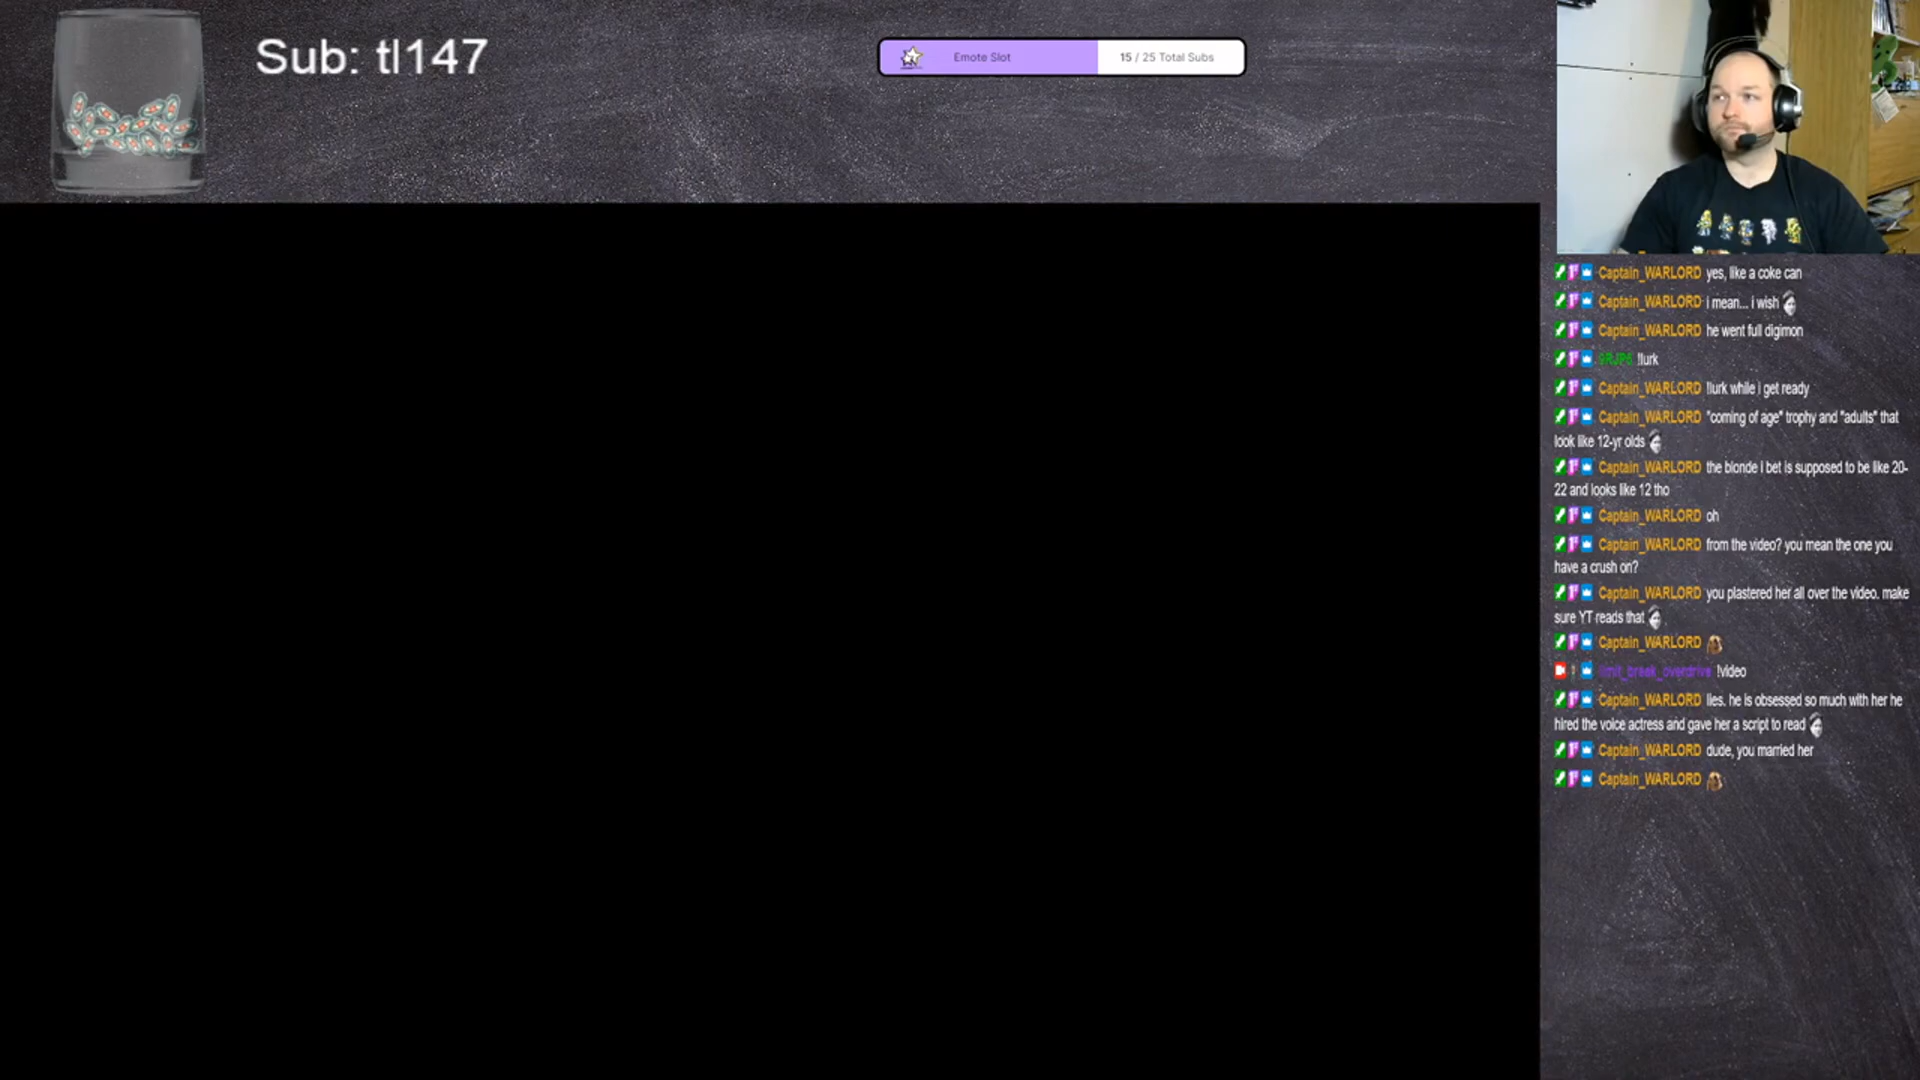 Sub: tl147
Emote Slot
15 / 25 Total Subs
Captain_WARLORD yes, like a coke can
Captain_WARLORD i mean... i wish
Captain_WARLORD he went full digimon
9RJP6 !lurk
Captain_WARLORD !lurk while i get ready
Captain_WARLORD "coming of age" trophy and "adults" that
look like 12-yr olds
Captain_WARLORD the blonde I bet is supposed to be like 20-
22 and looks like 12 tho
Captain_WARLORD oh
Captain_WARLORD from the video? you mean the one you
have a crush on?
Captain_WARLORD you plastered her all over the video. make
sure YT reads that
Captain_WARLORD
limit_break_overdrive !video
Captain_WARLORD lies. he is obsessed so much with her he
hired the voice actress and gave her a script to read
Captain_WARLORD dude, you married her
Captain_WARLORD